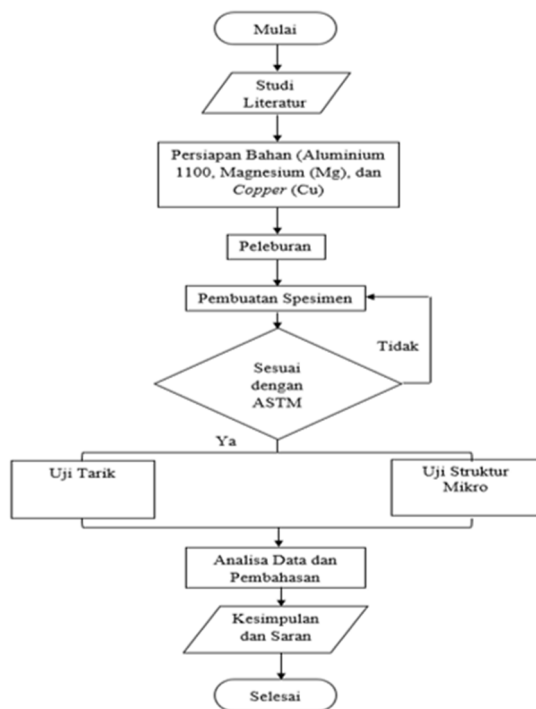 Mulai
Studi
Literatur
Persiapan Bahan (Aluminium
1100, Magnesium (Mg), dan
Copper (Cu)
Peleburan
Pembuatan Spesimen
Tidak
Sesuai
dengan
ASTM
Ya
Uji Tarik
Uji Struktur
Mikro
Analisa Data dan
Pembahasan
Kesimpulan
dan Saran
Selesai